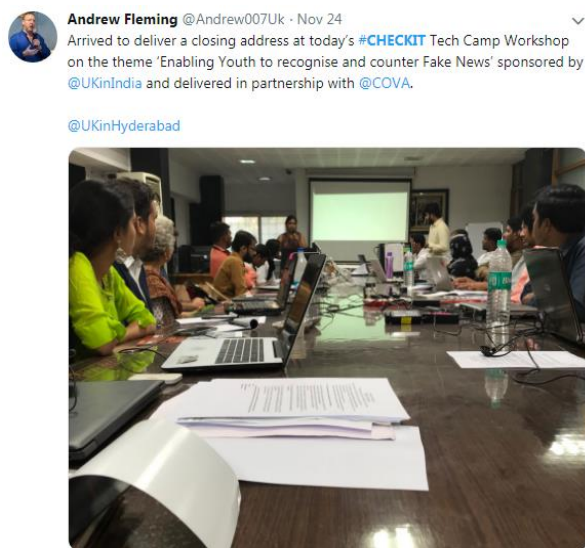 Andrew Fleming @Andrew007Uk · Nov 24
Arrived to deliver a closing address at today's #CHECKIT Tech Camp Workshop
on the theme 'Enabling Youth to recognise and counter Fake News' sponsored by
@UKinIndia and delivered in partnership with @COVA.
@UKinHyderabad